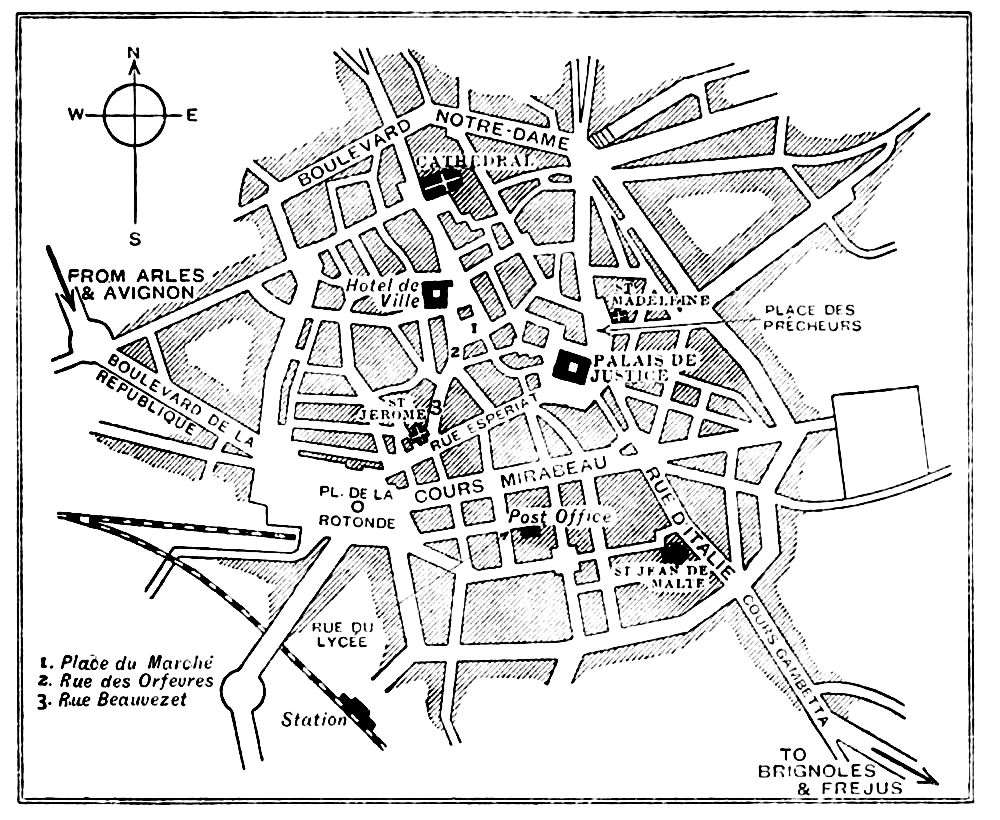 N
W E
S
BOULEVARD
NOTRE-DAME
CATHEDRAL
FROM ARLES
& AVIGNON
Hotel de
Ville
ST
MADELEINE
PLACE DES
PRÊCHEURS
1
2
PALAIS DE
JUSTICE
BOULEVARD DE LA
REPUBLIQUE
ST
JEROME
3
RUE ESPERIAT
COURS MIRABEAU
PL. DE LA
ROTONDE
RUE D'ITALIE
Post Office
ST JEAN DE
MALTE
RUE DU
LYCÉE
COURS GAMBETTA
1. Place du Marché
2. Rue des Orfevres
3. Rue Beauvezet
Station
TO
BRIGNOLES
& FREJUS